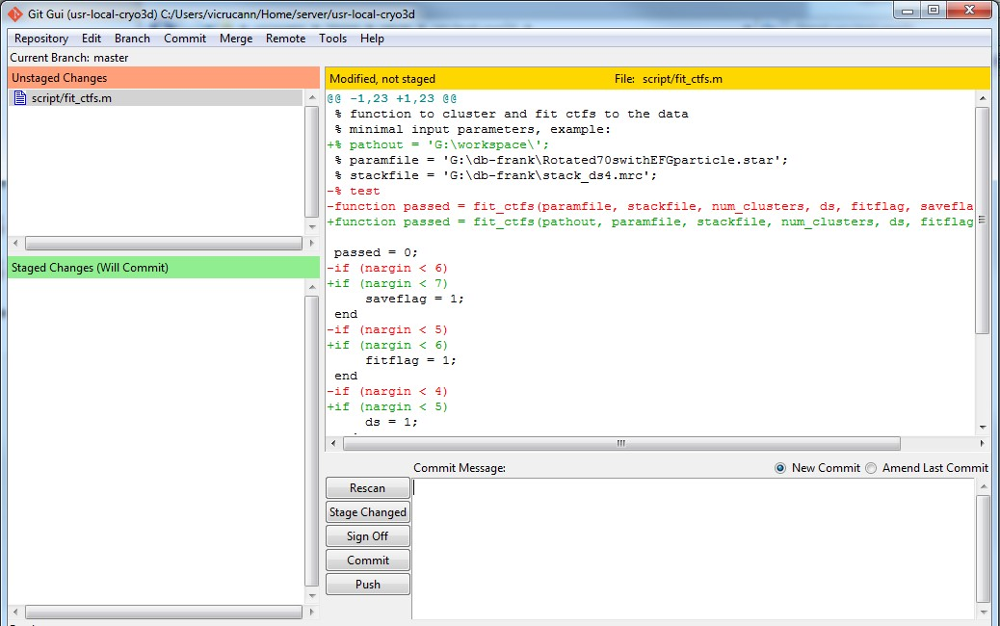 Git Gui (usr-local-cryo3d) C:/Users/vicrucann/Home/server/usr-local-cryo3d
Repository Edit Branch Commit Merge Remote Tools Help
Current Branch: master
Unstaged Changes
script/fit_ctfs.m
Staged Changes (Will Commit)
Modified, not staged File: script/fit_ctfs.m
@@ -1,23 +1,23 @@
% function to cluster and fit ctfs to the data
% minimal input parameters, example:
+% pathout = 'G:\workspace\';
% paramfile = 'G:\db-frank\Rotated70swithEFGparticle.star';
% stackfile = 'G:\db-frank\stack_ds4.mrc';
-% test
-function passed = fit_ctfs(paramfile, stackfile, num_clusters, ds, fitflag, savefla
+function passed = fit_ctfs(pathout, paramfile, stackfile, num_clusters, ds, fitflag
passed = 0;
-if (nargin < 6)
+if (nargin < 7)
saveflag = 1;
end
-if (nargin < 5)
+if (nargin < 6)
fitflag = 1;
end
-if (nargin < 4)
+if (nargin < 5)
ds = 1;
Commit Message: New Commit Amend Last Commit
Rescan
Stage Changed
Sign Off
Commit
Push